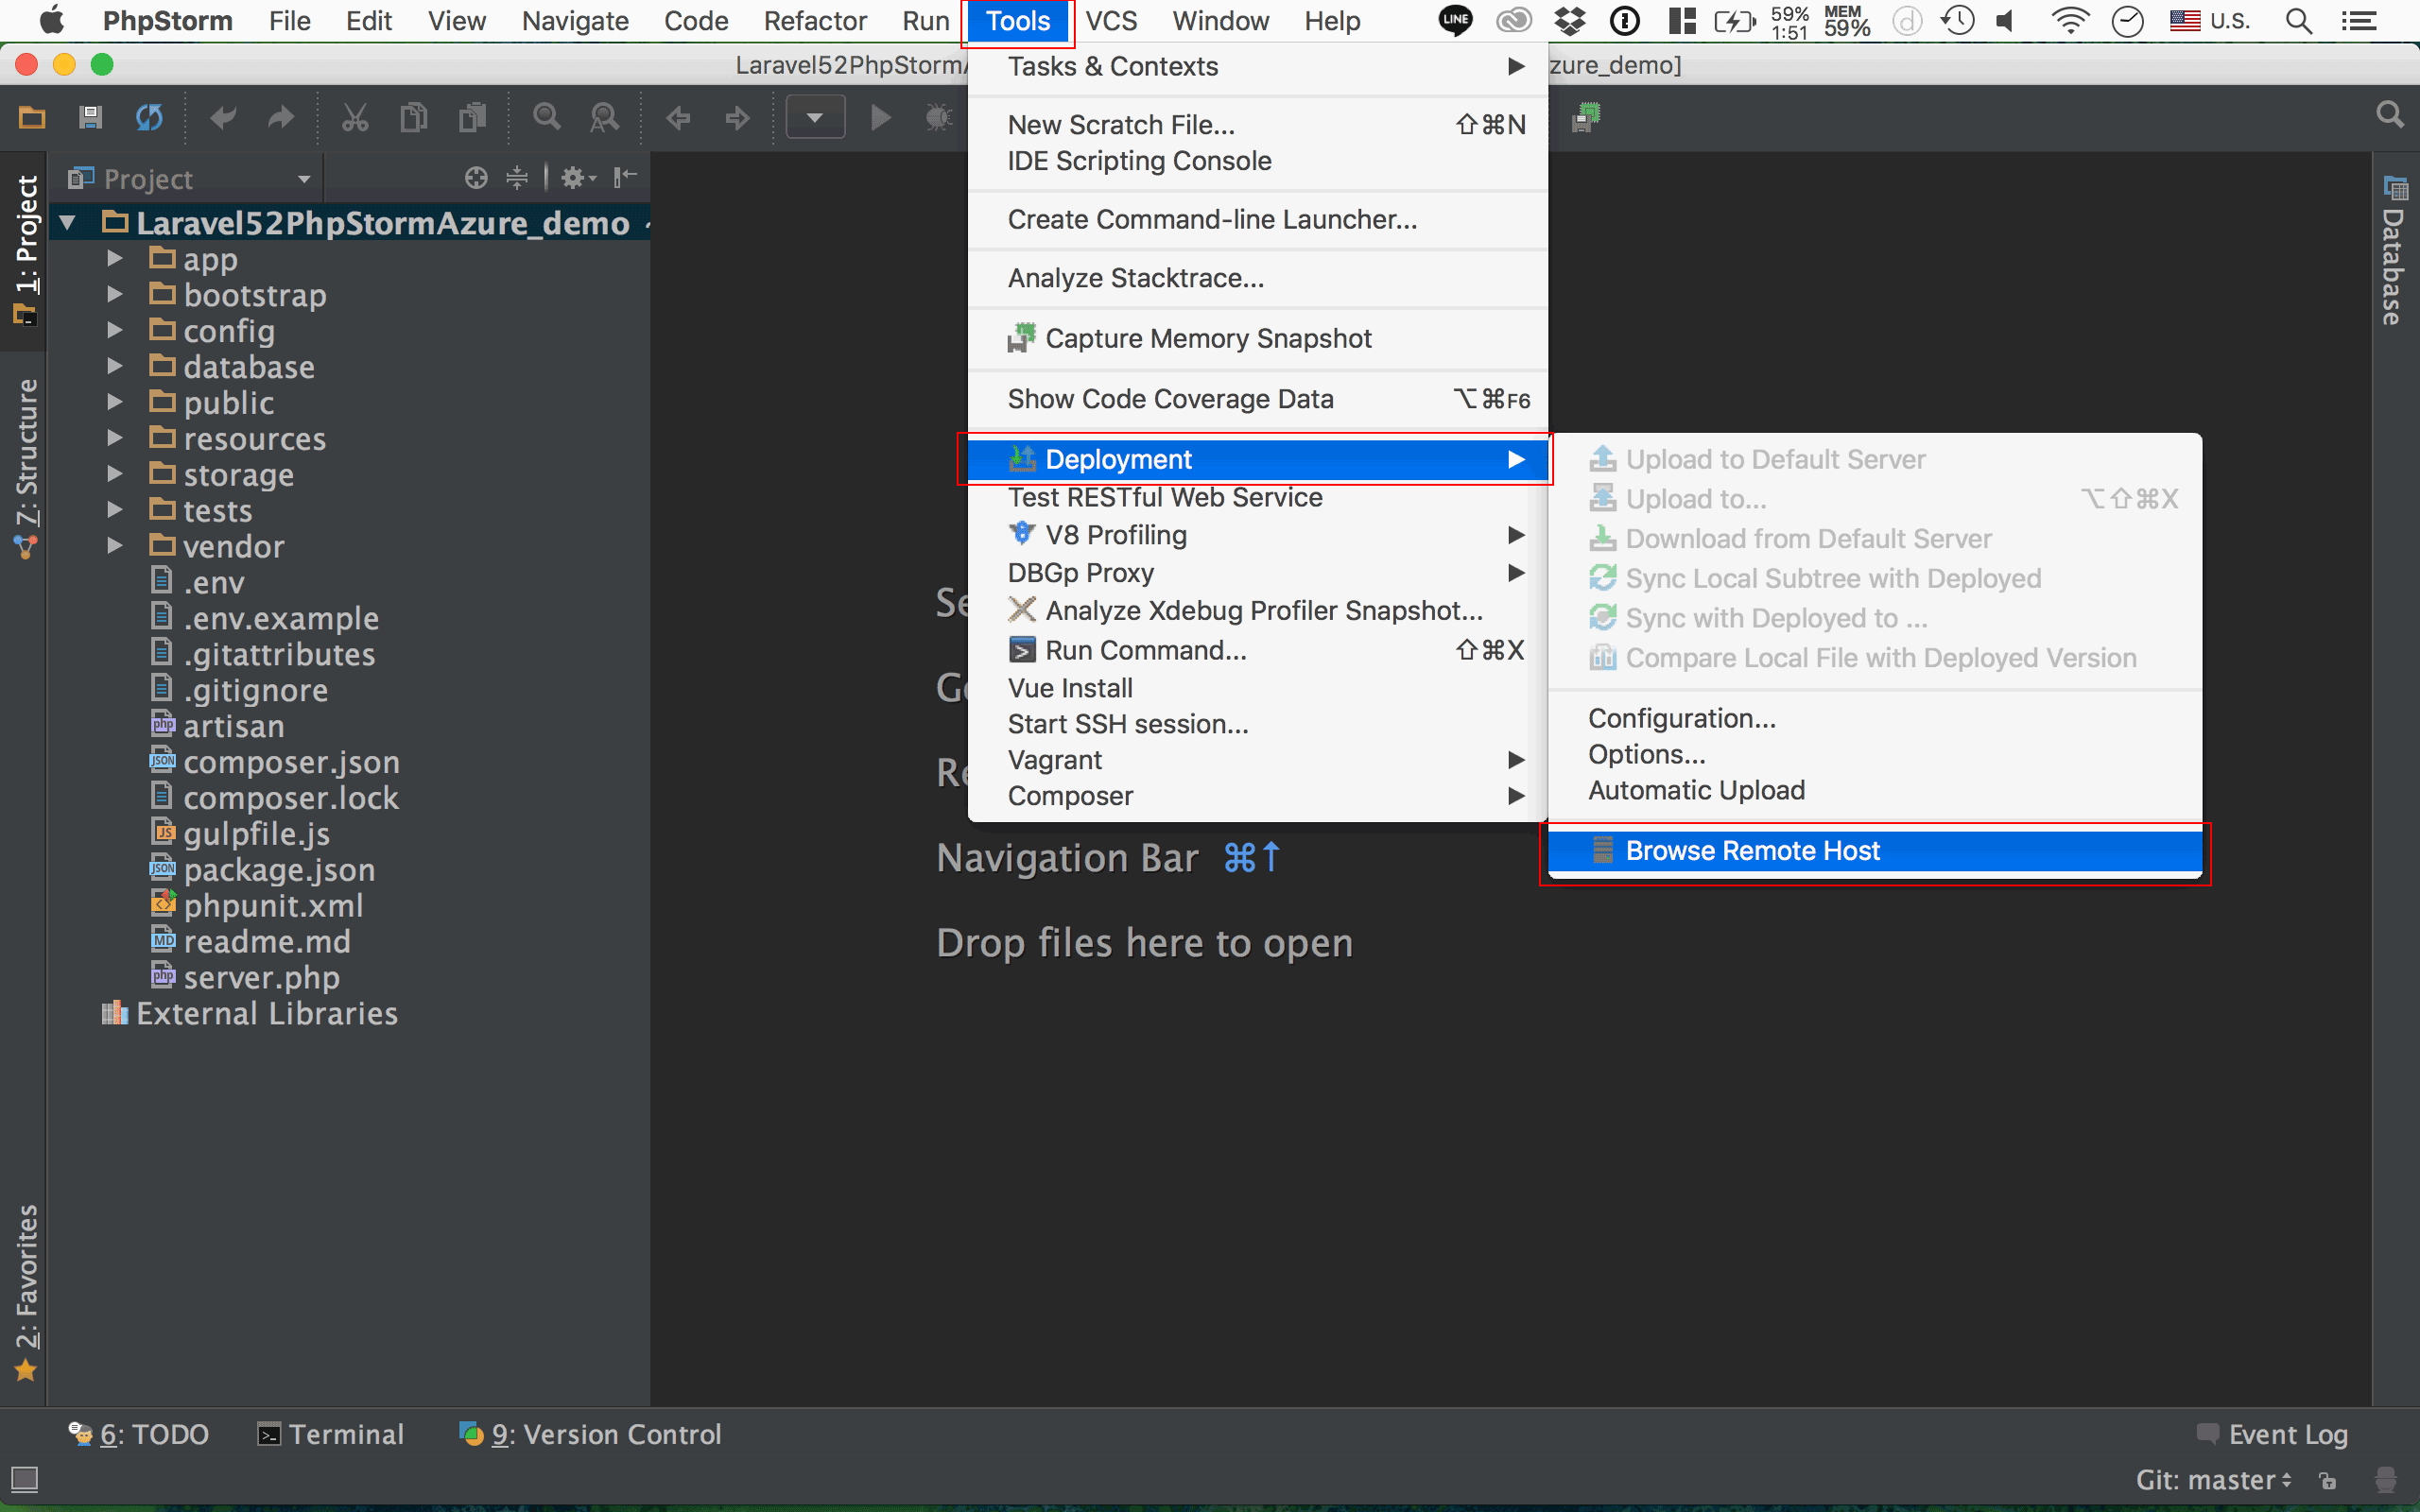 PhpStorm File Edit View Navigate Code Refactor Run Tools VCS Window Help LINE 59% 1:51 MEM 59% U.S.
Laravel52PhpStorm zure_demo]
Project
1: Project
7: Structure
2: Favorites
Database
Laravel52PhpStormAzure_demo
app
bootstrap
config
database
public
resources
storage
tests
vendor
.env
.env.example
.gitattributes
.gitignore
artisan
composer.json
composer.lock
gulpfile.js
package.json
phpunit.xml
readme.md
server.php
External Libraries
Tasks & Contexts
New Scratch File... ⇧⌘N
IDE Scripting Console
Create Command-line Launcher...
Analyze Stacktrace...
Capture Memory Snapshot
Show Code Coverage Data ⌥⌘F6
Deployment
Test RESTful Web Service
V8 Profiling
DBGp Proxy
Analyze Xdebug Profiler Snapshot...
Run Command... ⇧⌘X
Vue Install
Start SSH session...
Vagrant
Composer
Upload to Default Server
Upload to... ⌥⇧⌘X
Download from Default Server
Sync Local Subtree with Deployed
Sync with Deployed to ...
Compare Local File with Deployed Version
Configuration...
Options...
Automatic Upload
Browse Remote Host
Navigation Bar ⌘↑
Drop files here to open
6: TODO Terminal 9: Version Control Event Log
Git: master